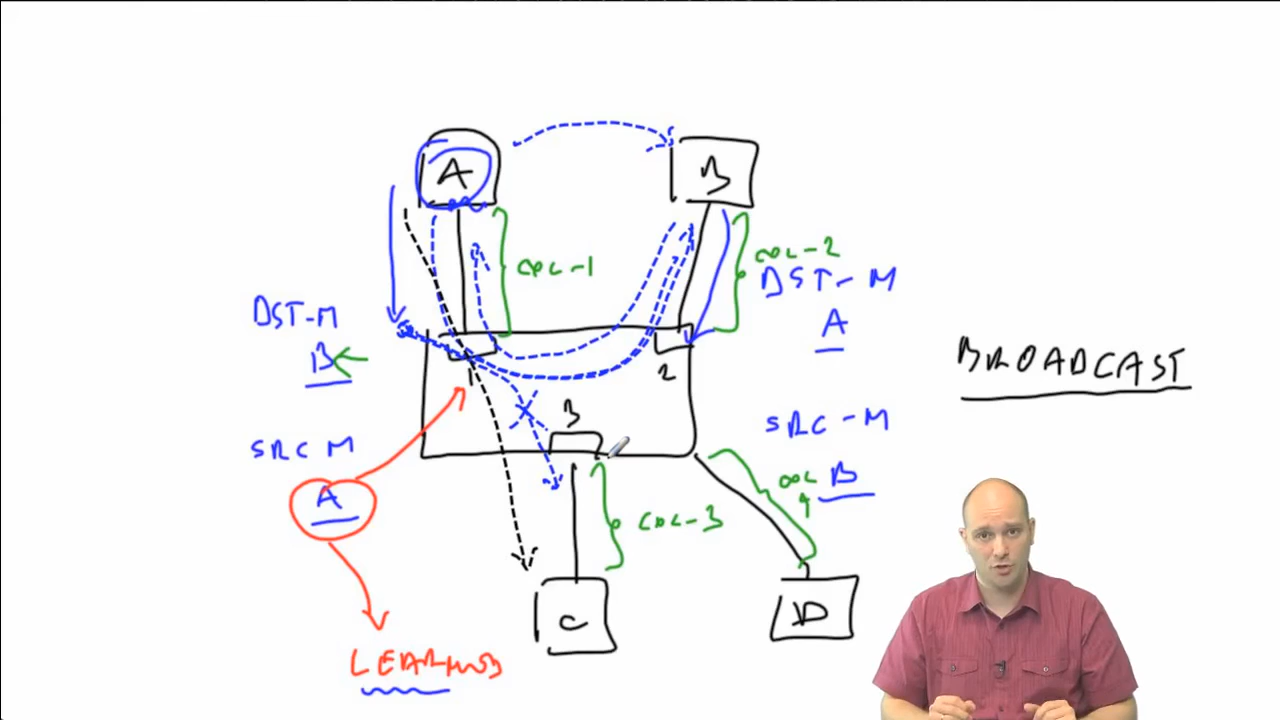 A
B
COL-1
COL-2
DST-M
B
DST-M
A
1
2
3
BROADCAST
SRC M
A
SRC-M
B
COL
4
COL-3
C
D
LEARNING